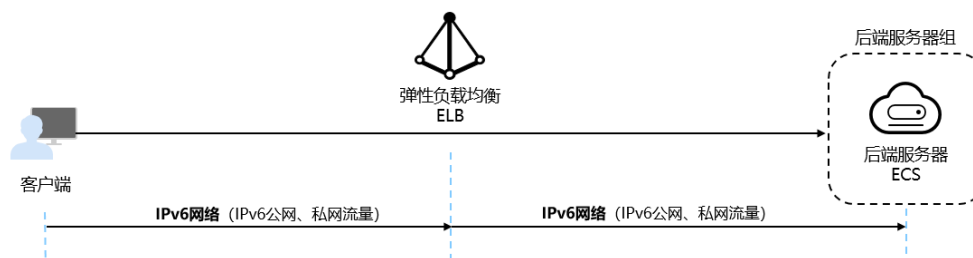 后端服务器组
弹性负载均衡
ELB
后端服务器
ECS
客户端
IPv6网络（IPv6公网、私网流量）
IPv6网络（IPv6公网、私网流量）